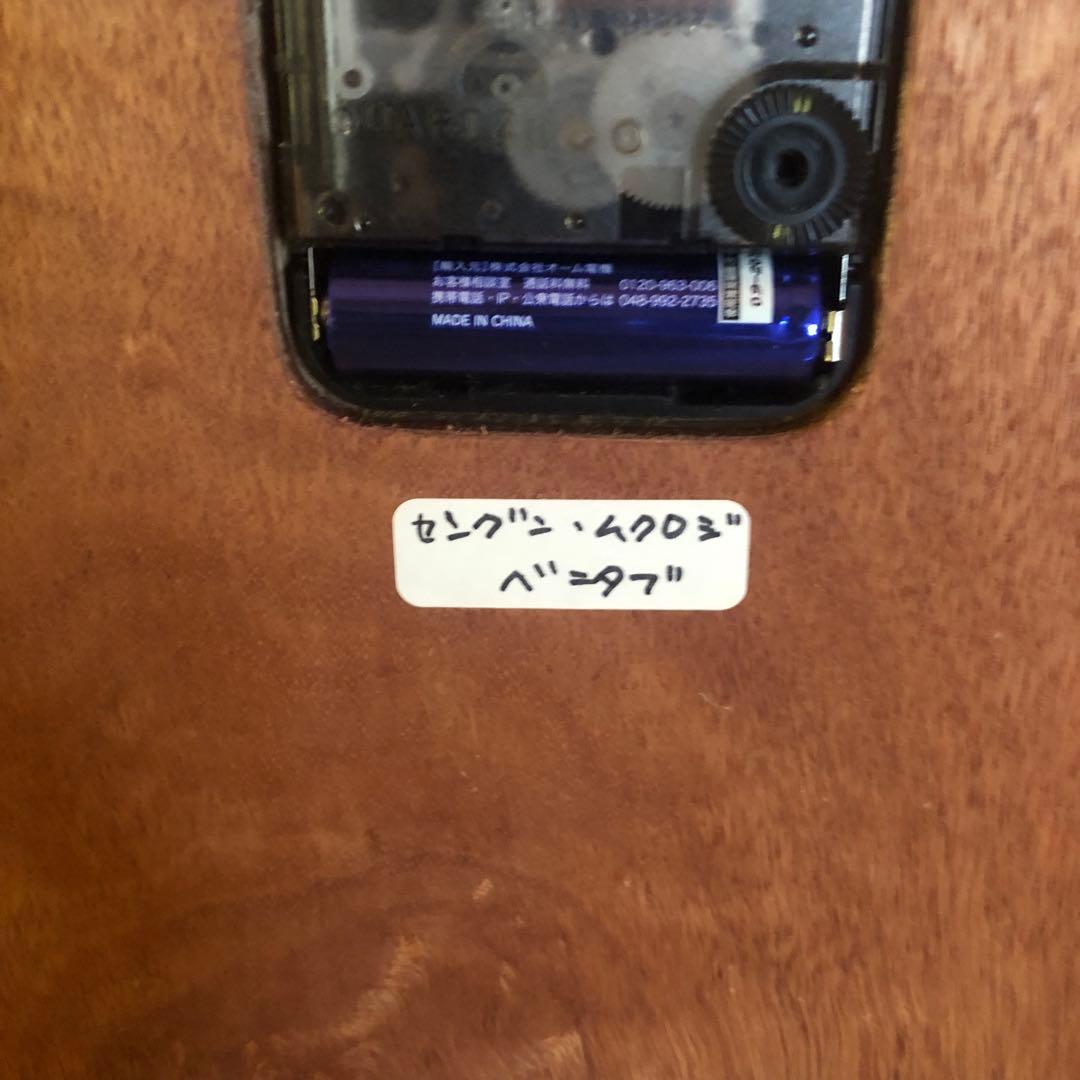 [輸入元]株式会社オーム電機
お客様相談室 通話料無料 0120-963-006
携帯電話・IP・公衆電話からは 048-992-2735
MADE IN CHINA
センダン・ムクロジ
ベニタブ